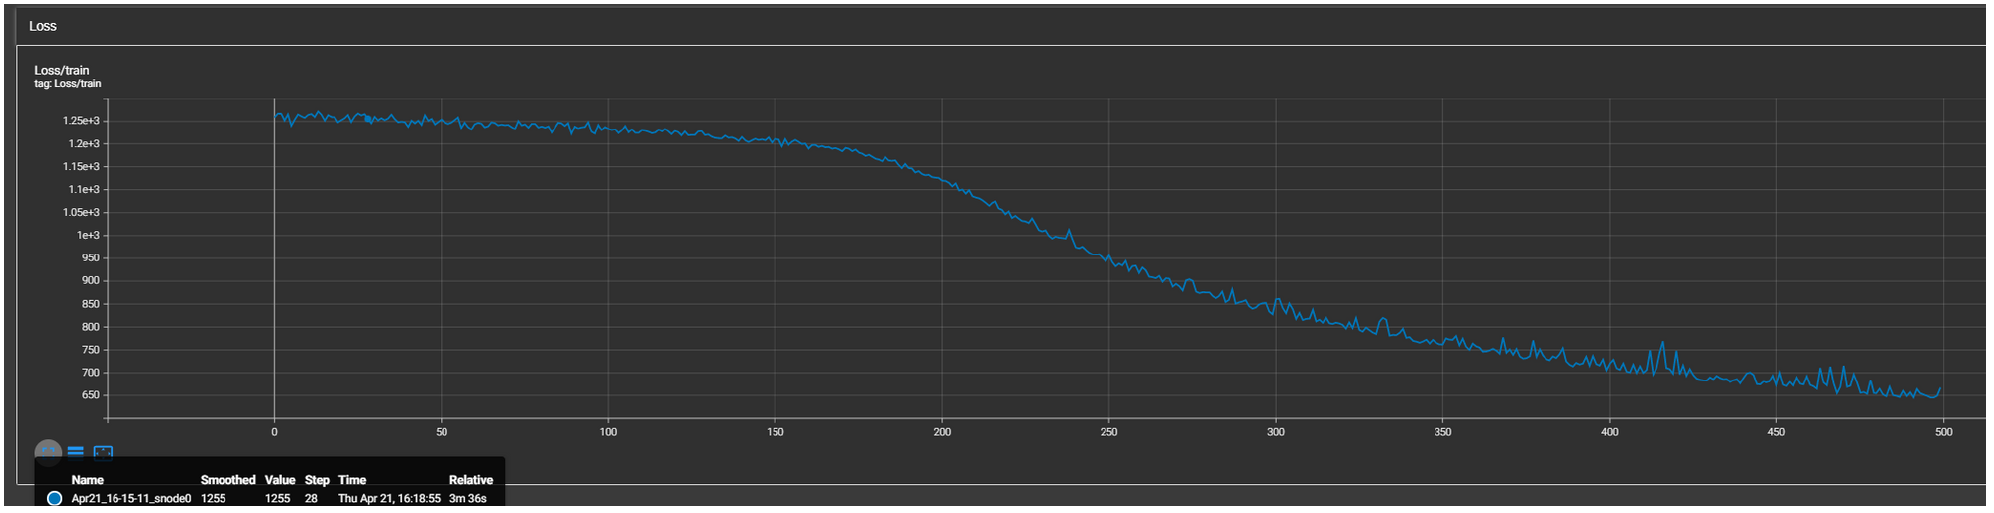 Loss
Loss/train
tag: Loss/train
1.25e+3
1.2e+3
1.15e+3
1.1e+3
1.05e+3
1e+3
950
900
850
800
750
700
650
0 50 100 150 200 250 300 350 400 450 500
Name Smoothed Value Step Time Relative
Apr21_16-15-11_snode0 1255 1255 28 Thu Apr 21, 16:18:55 3m 36s